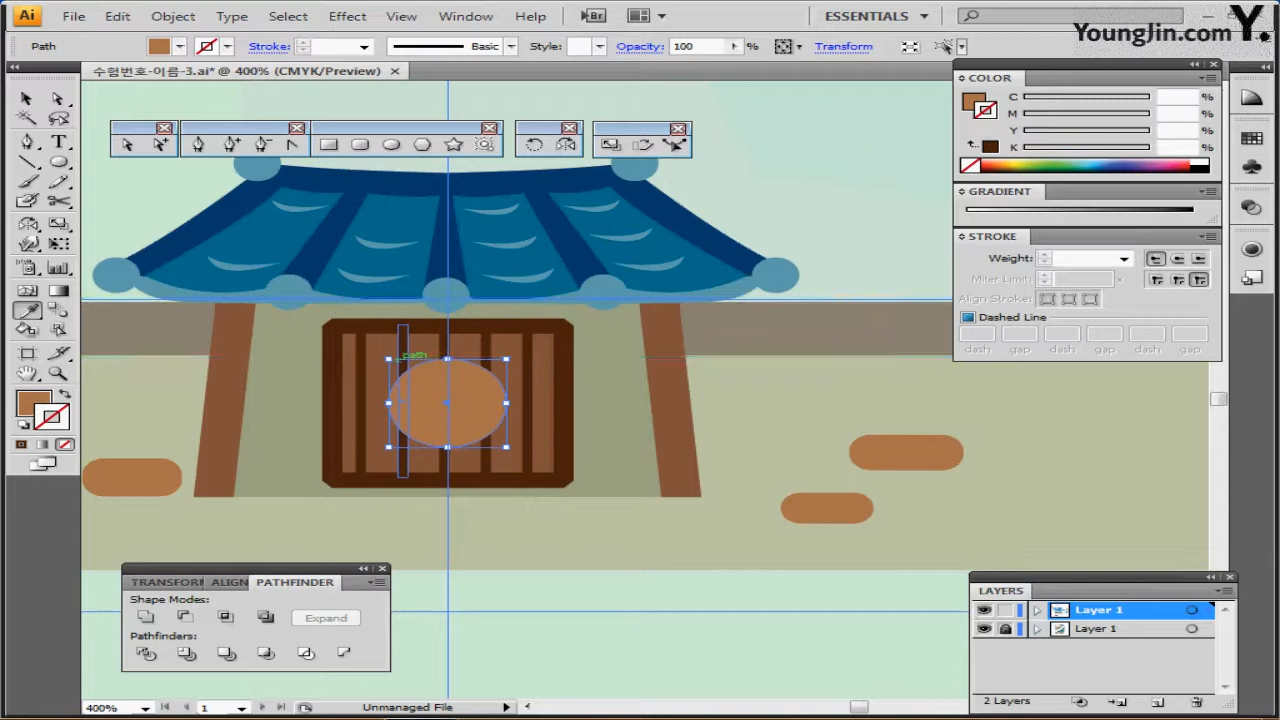 Ai File Edit Object Type Select Effect View Window Help Br ESSENTIALS
YoungJin.com Y.
Path Stroke: Basic Style: Opacity: 100 % Transform
수험번호-이름-3.ai* @ 400% (CMYK/Preview)
COLOR
C %
M %
Y %
K %
GRADIENT
STROKE
Weight:
Miter Limit: x
Align Stroke:
Dashed Line
dash gap dash gap dash gap
path
TRANSFORM ALIGN PATHFINDER
Shape Modes:
Expand
Pathfinders:
LAYERS
Layer 1
Layer 1
2 Layers
400% 1 Unmanaged File